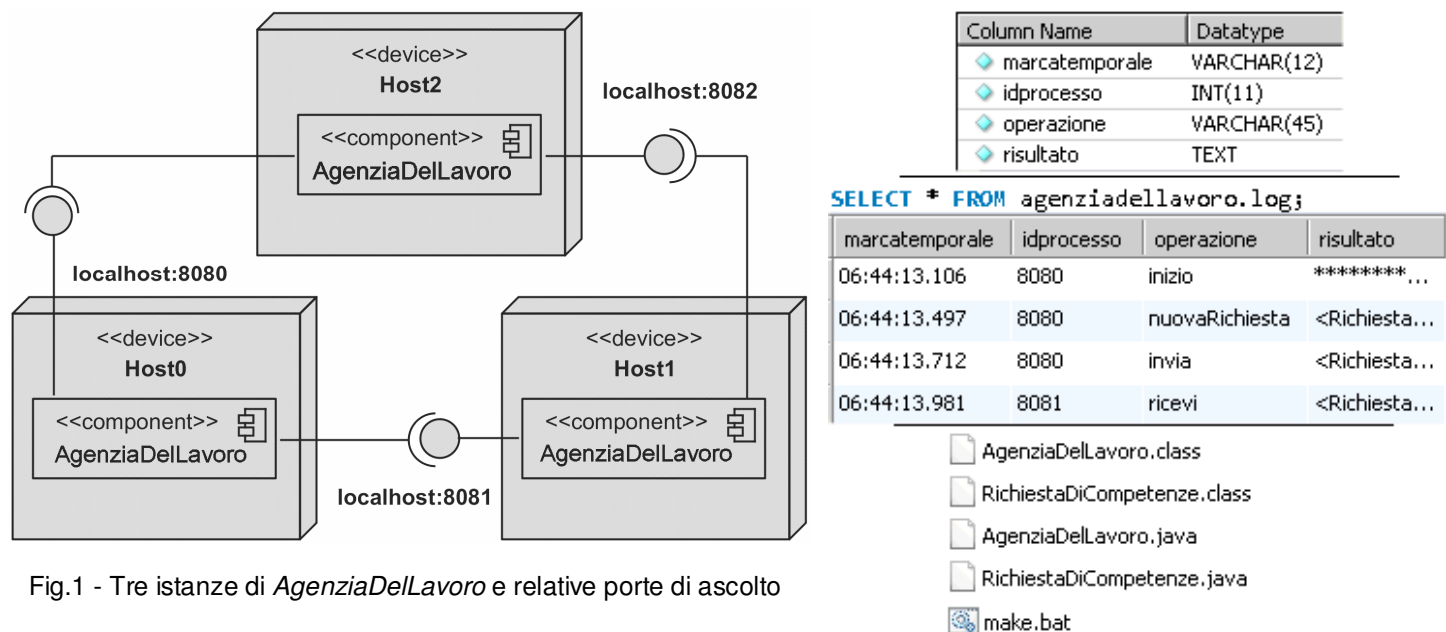 <<device>>
Host2
<<component>>
AgenziaDelLavoro
localhost:8082
localhost:8080
<<device>>
Host0
<<component>>
AgenziaDelLavoro
<<device>>
Host1
<<component>>
AgenziaDelLavoro
localhost:8081
Fig.1 - Tre istanze di AgenziaDelLavoro e relative porte di ascolto
Column Name Datatype
marcatemporale VARCHAR(12)
idprocesso INT(11)
operazione VARCHAR(45)
risultato TEXT
SELECT * FROM agenziadellavoro.log;
marcatemporale idprocesso operazione risultato
06:44:13.106 8080 inizio ********...
06:44:13.497 8080 nuovaRichiesta <Richiesta...
06:44:13.712 8080 invia <Richiesta...
06:44:13.981 8081 ricevi <Richiesta...
AgenziaDelLavoro.class
RichiestaDiCompetenze.class
AgenziaDelLavoro.java
RichiestaDiCompetenze.java
make.bat